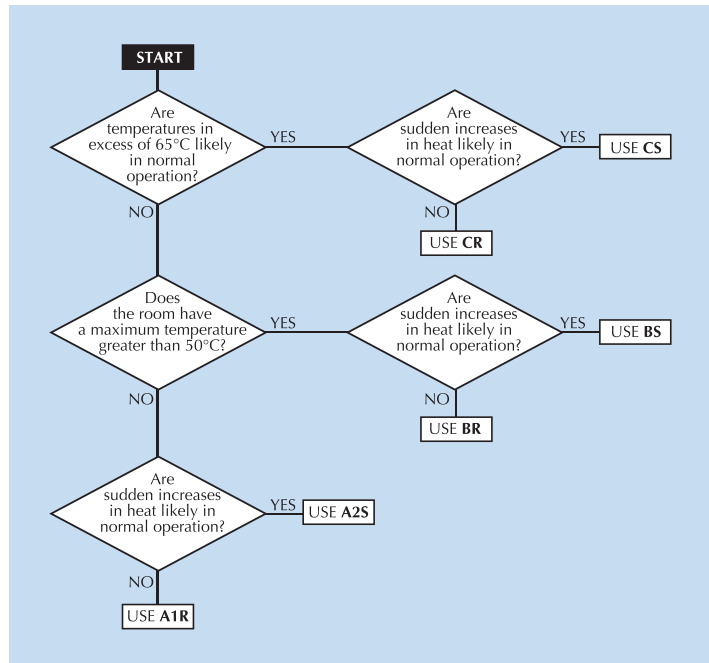 START
Are
temperatures in
excess of 65°C likely
in normal
operation?
YES
Are
sudden increases
in heat likely in
normal operation?
YES
USE CS
NO
NO
USE CR
Does
the room have
a maximum temperature
greater than 50°C?
YES
Are
sudden increases
in heat likely in
normal operation?
YES
USE BS
NO
NO
USE BR
Are
sudden increases
in heat likely in
normal operation?
YES
USE A2S
NO
USE A1R